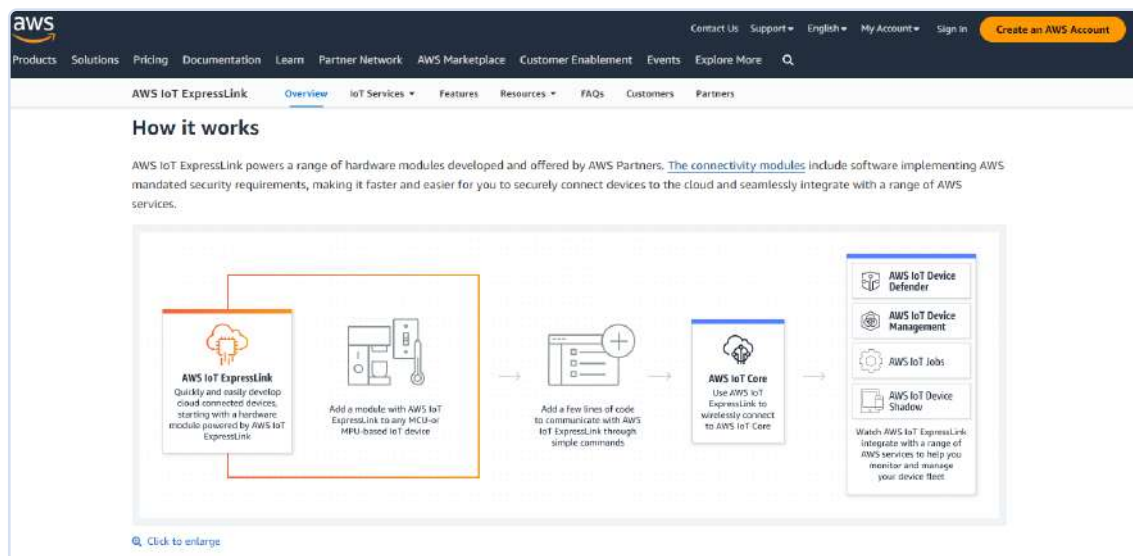 aws
Contact Us Support English My Account Sign In Create an AWS Account
Products Solutions Pricing Documentation Learn Partner Network AWS Marketplace Customer Enablement Events Explore More
AWS IoT ExpressLink Overview IoT Services Features Resources FAQs Customers Partners
How it works
AWS IoT ExpressLink powers a range of hardware modules developed and offered by AWS Partners. The connectivity modules include software implementing AWS
mandated security requirements, making it faster and easier for you to securely connect devices to the cloud and seamlessly integrate with a range of AWS
services.
AWS IoT ExpressLink
Quickly and easily develop
cloud connected devices,
starting with a hardware
module powered by AWS IoT
ExpressLink
Add a module with AWS IoT
ExpressLink to any MCU-or
MPU-based IoT device
Add a few lines of code
to communicate with AWS
IoT ExpressLink through
simple commands
AWS IoT Core
Use AWS IoT
ExpressLink to
wirelessly connect
to AWS IoT Core
AWS IoT Device
Defender
AWS IoT Device
Management
AWS IoT Jobs
AWS IoT Device
Shadow
Watch AWS IoT ExpressLink
integrate with a range of
AWS services to help you
monitor and manage
your device fleet
Click to enlarge